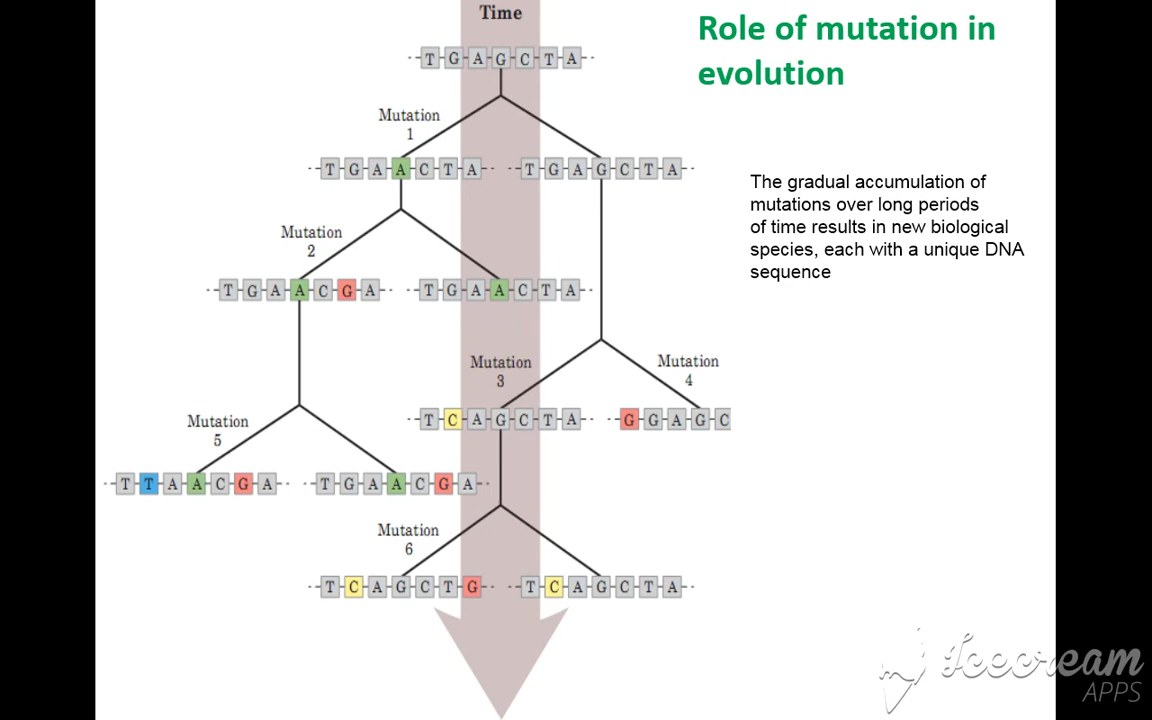 Time
Role of mutation in
evolution
--T-G-A-G-C-T-A--
Mutation
1
--T-G-A-A-C-T-A--
--T-G-A-G-C-T-A--
The gradual accumulation of
mutations over long periods
of time results in new biological
species, each with a unique DNA
sequence
Mutation
2
--T-G-A-A-C-G-A--
--T-G-A-A-C-T-A--
Mutation
3
Mutation
4
--T-C-A-G-C-T-A--
--G-G-A-G-C
Mutation
5
--T-T-A-A-C-G-A--
--T-G-A-A-C-G-A--
Mutation
6
--T-C-A-G-C-T-G--
--T-C-A-G-C-T-A--
Icecream
APPS